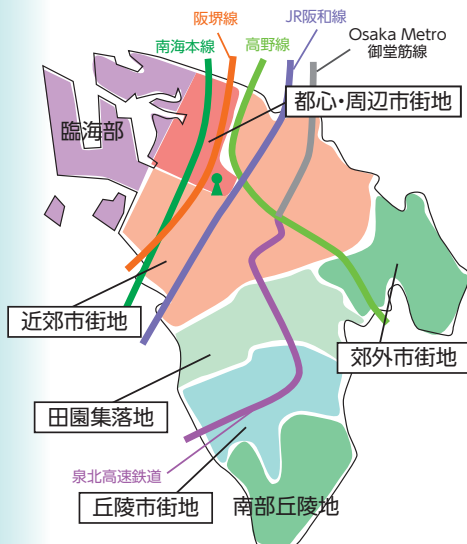 阪堺線
JR阪和線
南海本線
高野線
Osaka Metro
御堂筋線
都心・周辺市街地
臨海部
近郊市街地
郊外市街地
田園集落地
泉北高速鉄道
丘陵市街地
南部丘陵地